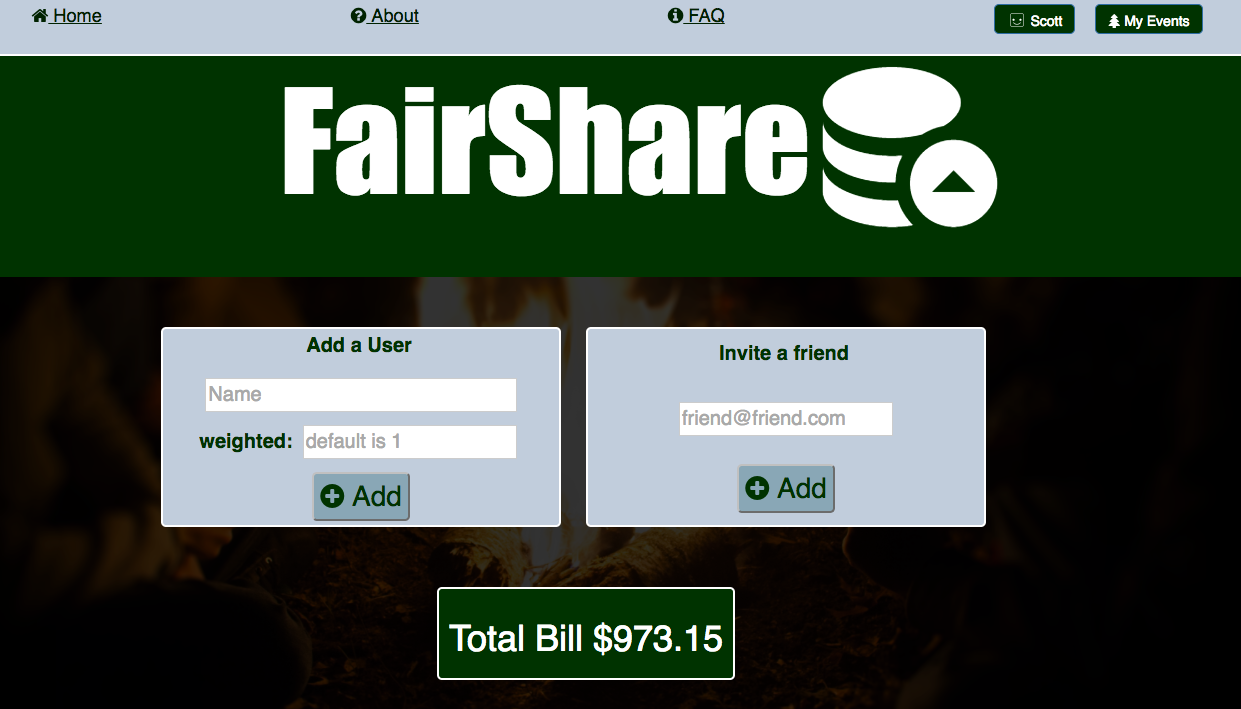 Home About FAQ Scott My Events
FairShare
Add a User
Invite a friend
Name
friend@friend.com
weighted: default is 1
Add
Add
Total Bill $973.15